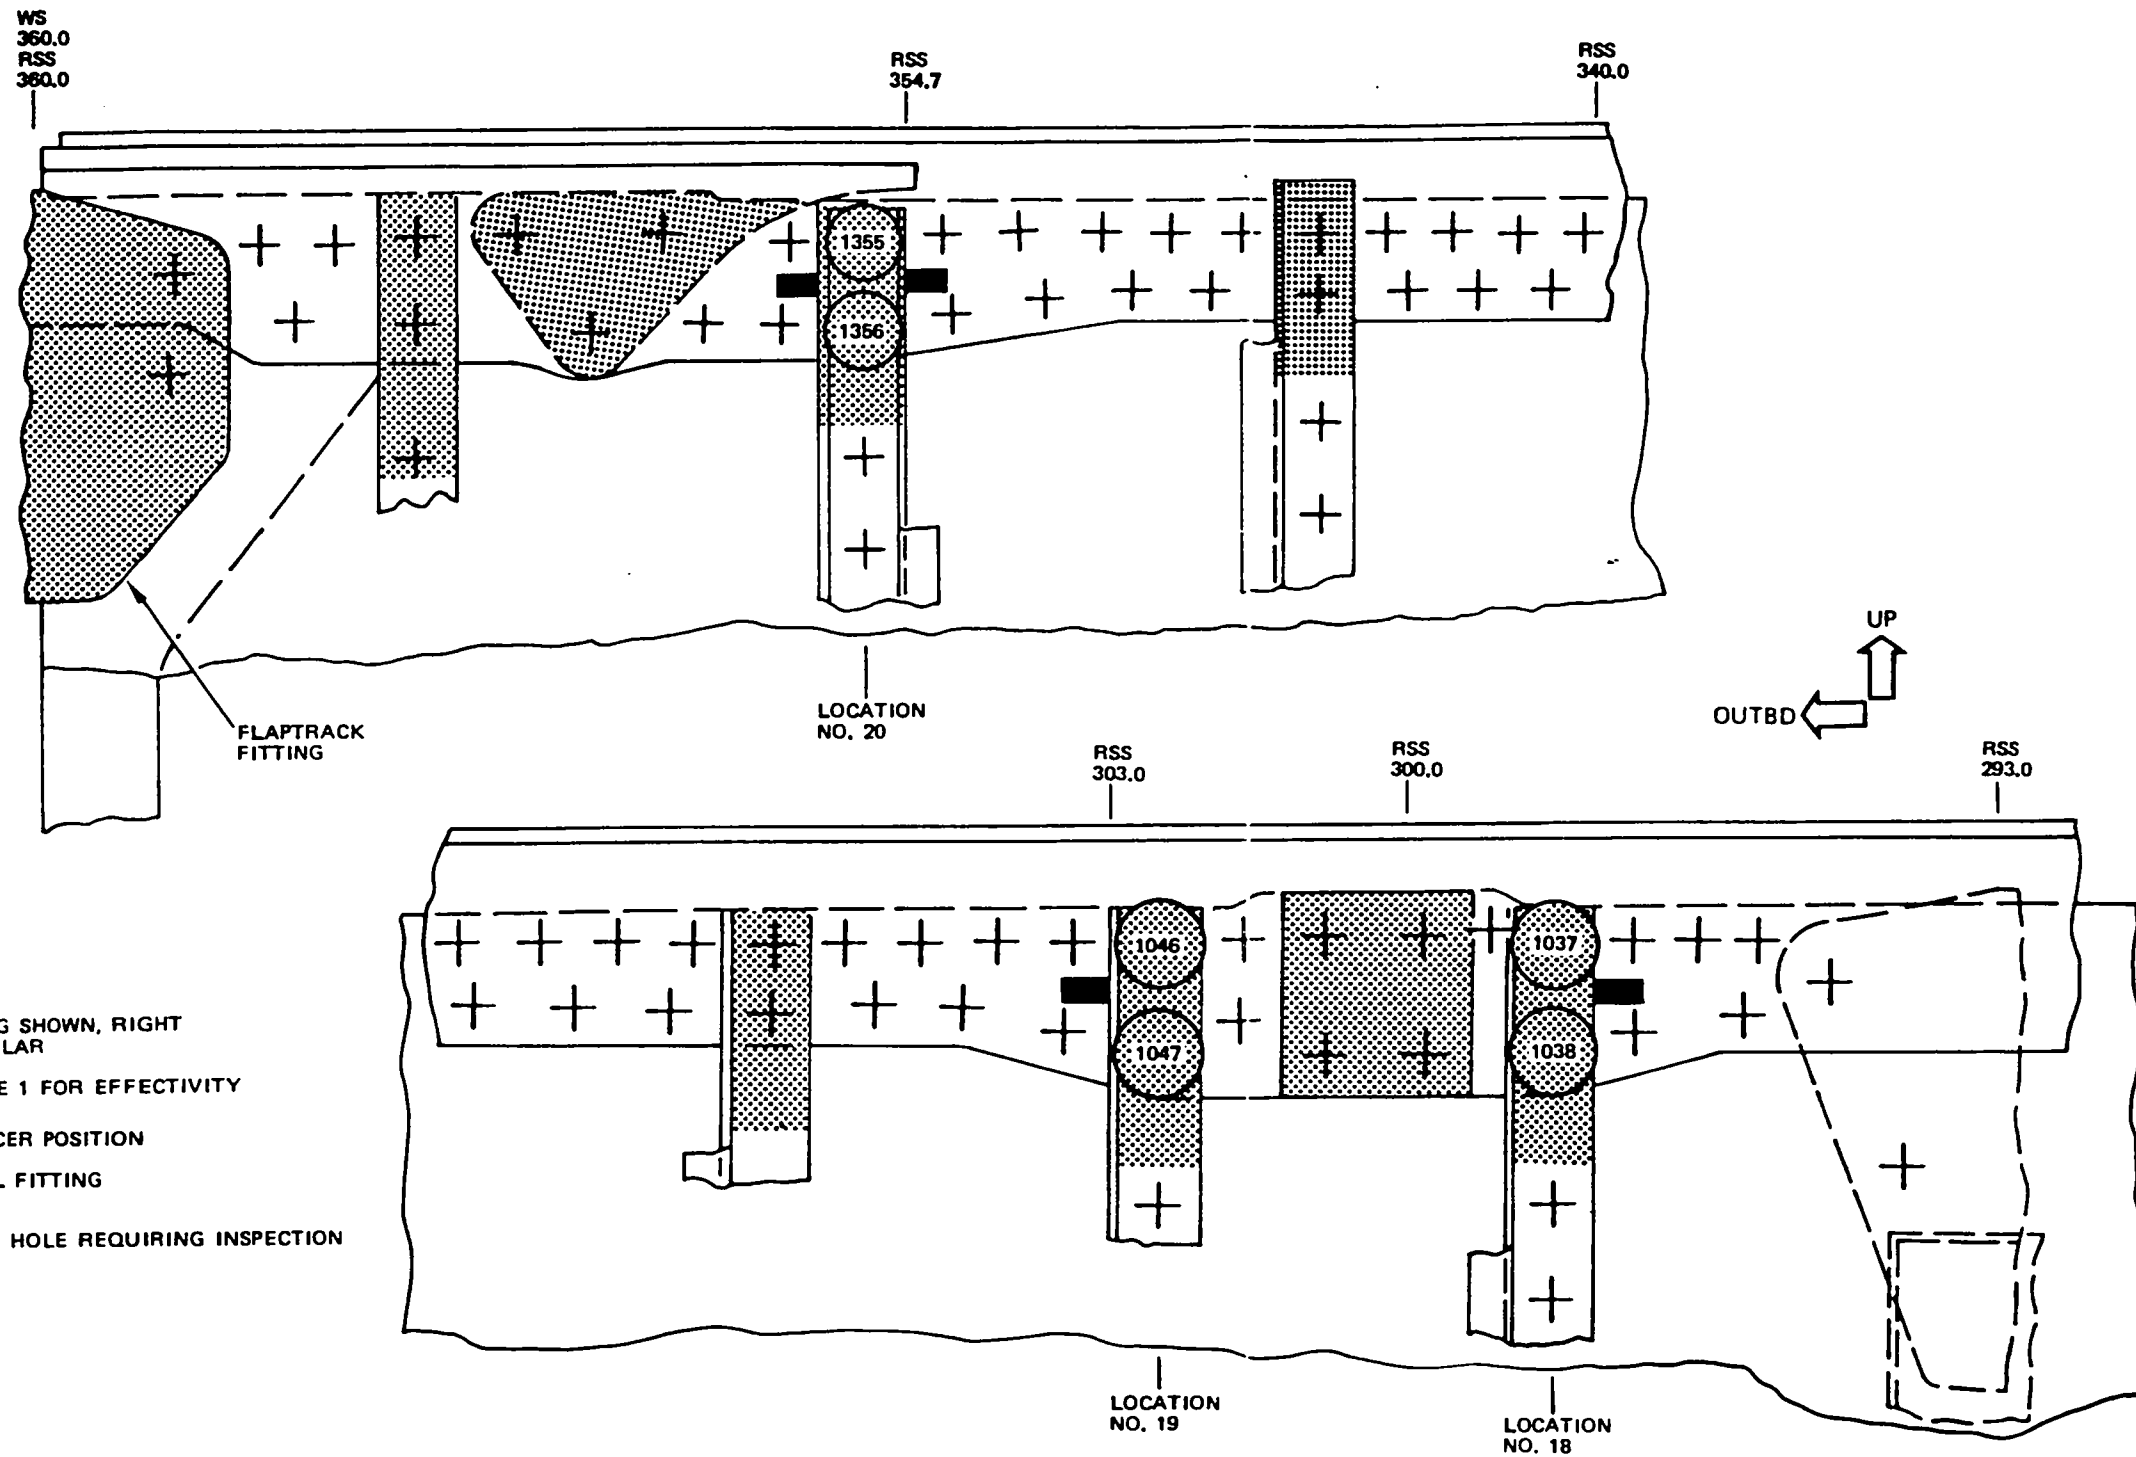 WS
360.0
RSS
360.0
RSS
354.7
RSS
340.0
1355
1356
UP
OUTBD
FLAPTRACK
FITTING
LOCATION
NO. 20
RSS
303.0
RSS
300.0
RSS
293.0
1046
1037
1047
1038
G SHOWN, RIGHT
LAR
E 1 FOR EFFECTIVITY
CER POSITION
L FITTING
HOLE REQUIRING INSPECTION
LOCATION
NO. 19
LOCATION
NO. 18